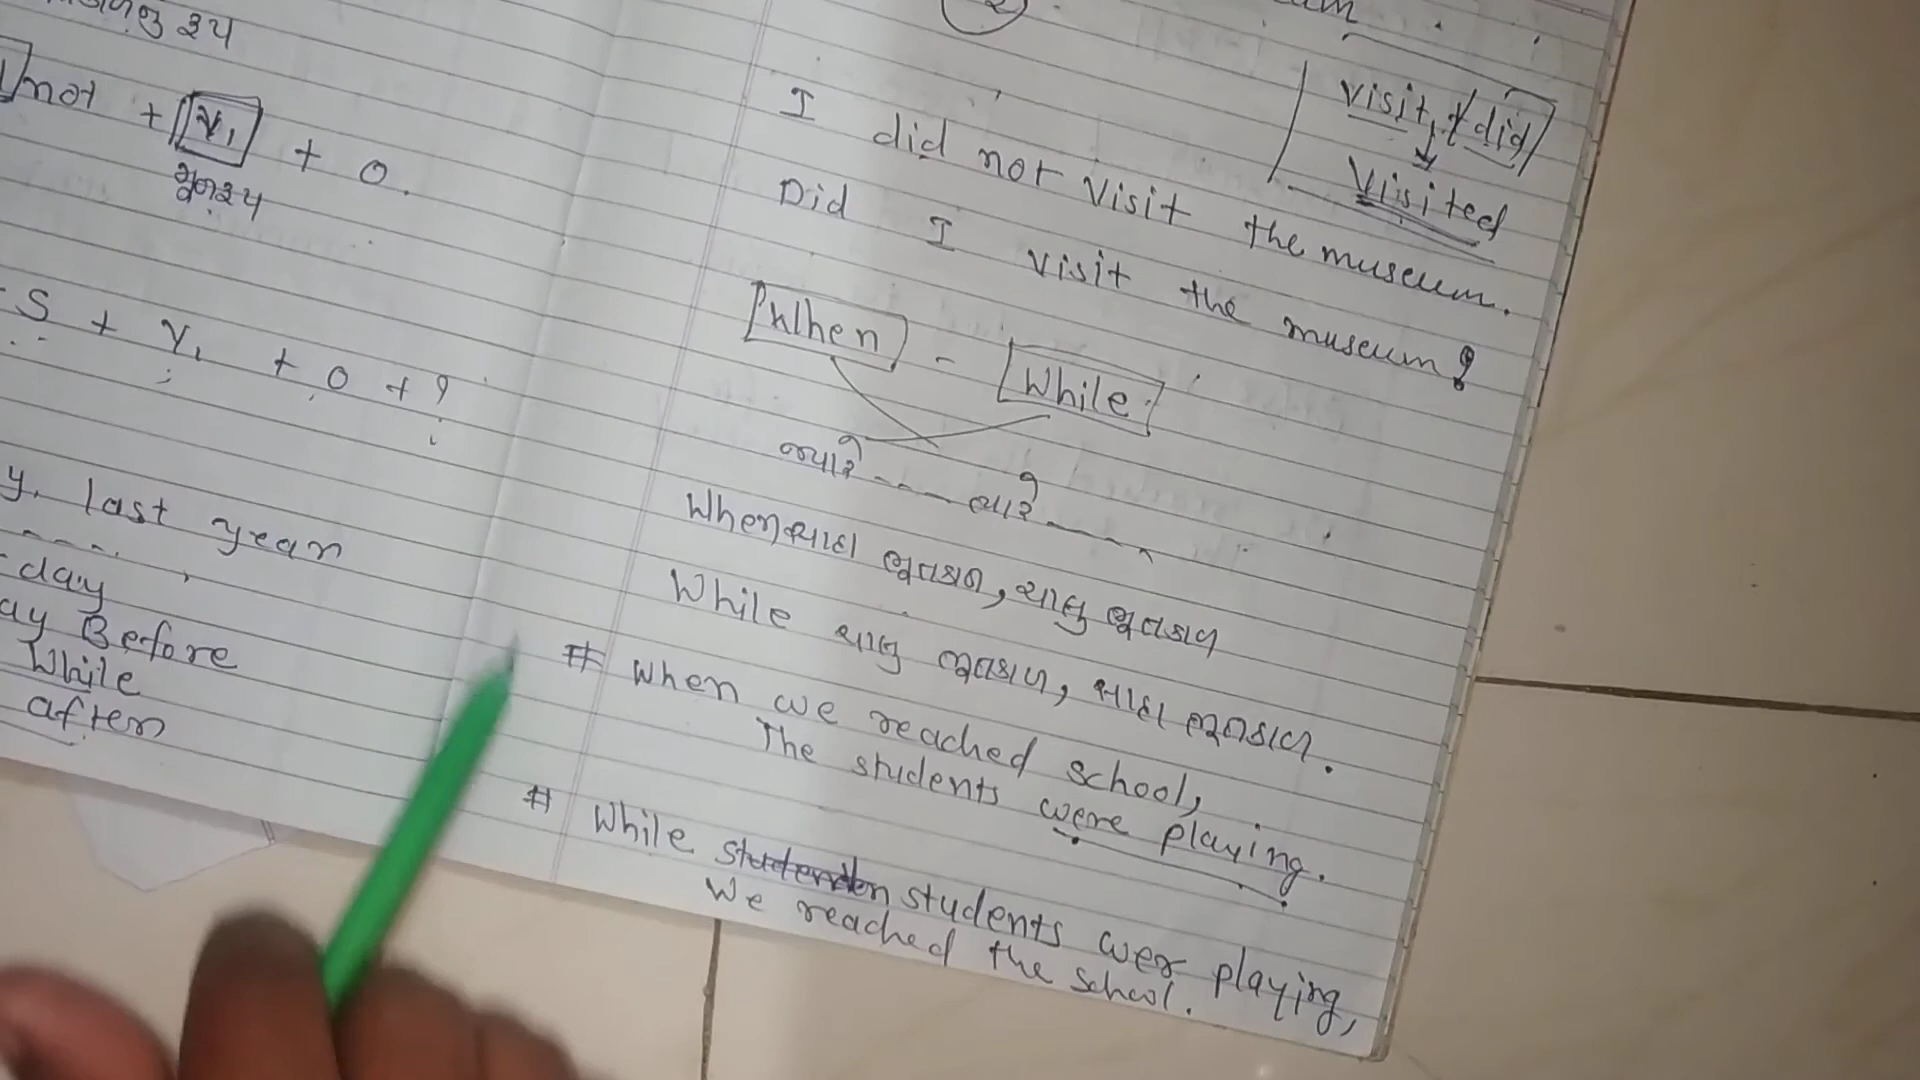 not + V₁ + O.
મૂળરૂપ
S + V₁ + O + ?
y, last year
day
ay Before
While
after
2
visit + did
Visited
I did not visit the museum.
Did I visit the museum?
When - While
જ્યારે ---- ત્યારે ----
When સાદો ભૂતકાળ, ચાલુ ભૂતકાળ
While ચાલુ ભૂતકાળ, સાદો ભૂતકાળ.
# When we reached school,
The students were playing.
# While students wer playing,
We reached the school.